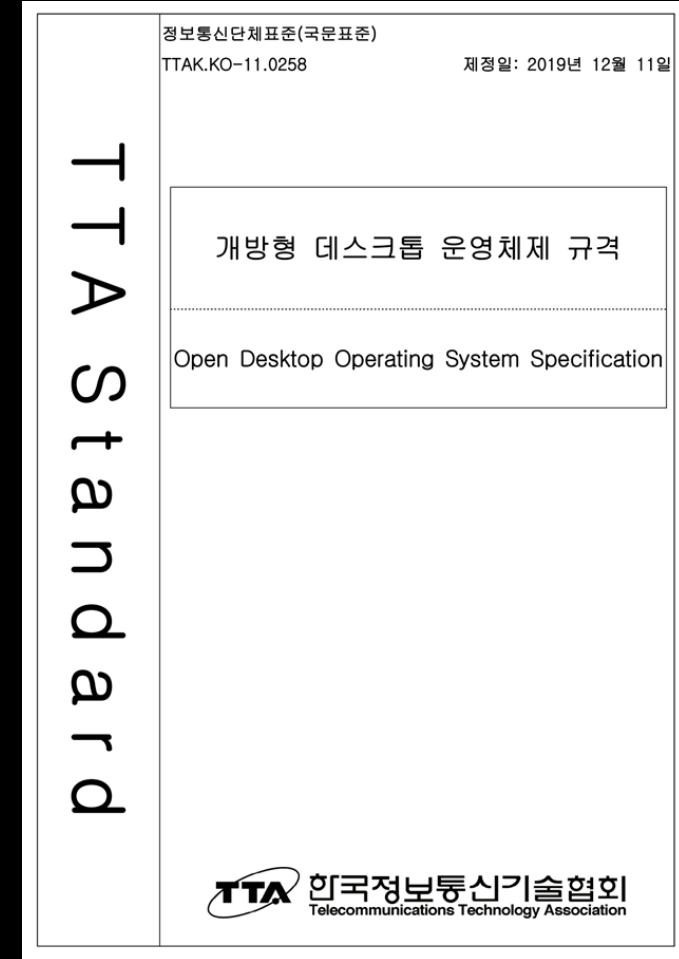 정보통신단체표준(국문표준)
TTAK.KO-11.0258 제정일: 2019년 12월 11일
TTA Standard
개방형 데스크톱 운영체제 규격
Open Desktop Operating System Specification
TTA 한국정보통신기술협회
Telecommunications Technology Association